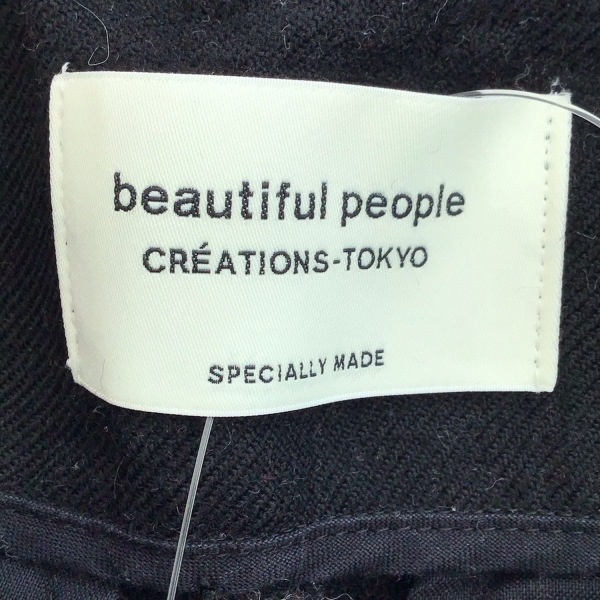 beautiful people
CRÉATIONS-TOKYO
SPECIALLY MADE